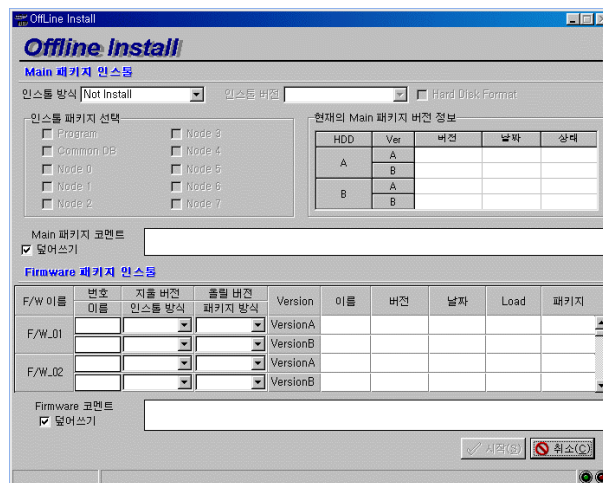 OffLine Install
Offline Install
Main 패키지 인스톨
인스톨 방식 Not Install 인스톨 버전 Hard Disk Format
인스톨 패키지 선택
Program Node 3
Common DB Node 4
Node 0 Node 5
Node 1 Node 6
Node 2 Node 7
현재의 Main 패키지 버전 정보
HDD Ver 버전 날짜 상태
A A
B
B A
B
Main 패키지 코멘트
덮어쓰기
Firmware 패키지 인스톨
F/W 이름 번호 지울 버전 올릴 버전 Version 이름 버전 날짜 Load 패키지
이름 인스톨 방식 패키지 방식
F/W_01 VersionA
VersionB
F/W_02 VersionA
VersionB
Firmware 코멘트
덮어쓰기
시작(S) 취소(C)